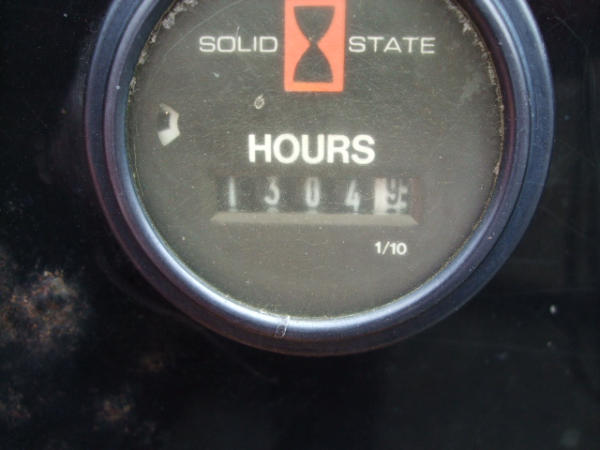 SOLID STATE
HOURS
13049
1/10